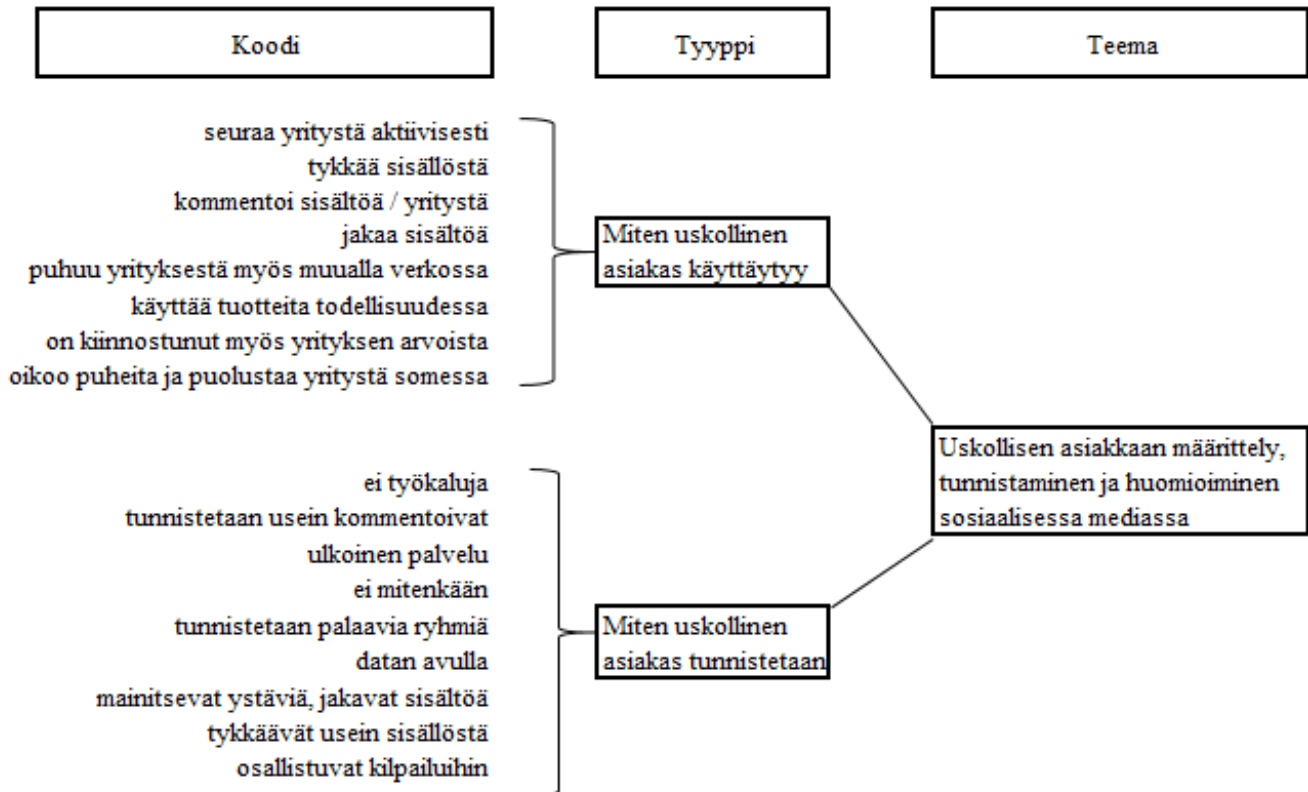 Koodi
Tyyppi
Teema
seuraa yritystä aktiivisesti
tykkää sisällöstä
kommentoi sisältöä / yritystä
jakaa sisältöä
puhuu yrityksestä myös muualla verkossa
käyttää tuotteita todellisuudessa
on kiinnostunut myös yrityksen arvoista
oikoo puheita ja puolustaa yritystä somessa
Miten uskollinen
asiakas käyttäytyy
ei työkaluja
tunnistetaan usein kommentoivat
ulkoinen palvelu
ei mitenkään
tunnistetaan palaavia ryhmiä
datan avulla
mainitsevat ystäviä, jakavat sisältöä
tykkäävät usein sisällöstä
osallistuvat kilpailuihin
Miten uskollinen
asiakas tunnistetaan
Uskollisen asiakkaan määrittely,
tunnistaminen ja huomioiminen
sosiaalisessa mediassa